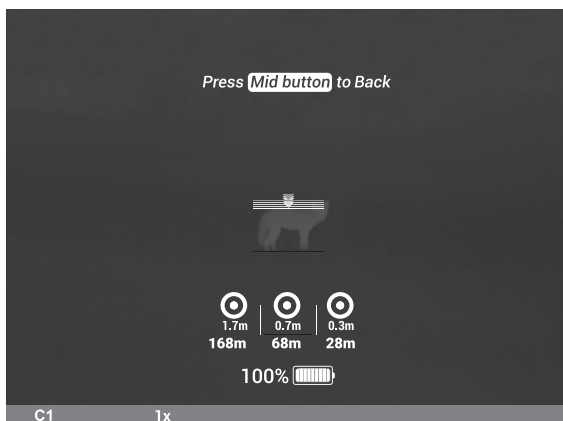 Press Mid button to Back
1.7m 0.7m 0.3m
168m 68m 28m
100%
C1 1x